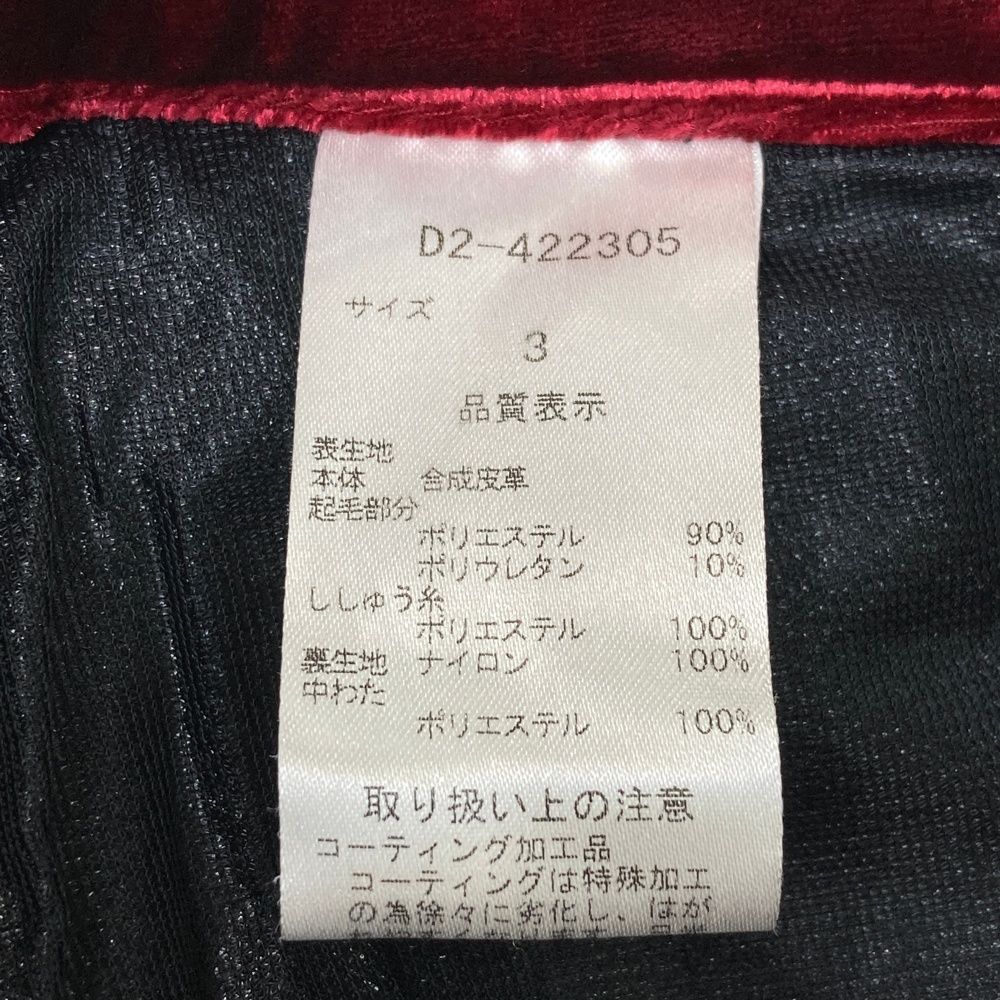 D2-422305
サイズ
3
品質表示
表生地
本体 合成皮革
起毛部分
ポリエステル 90%
ポリウレタン 10%
ししゅう糸
ポリエステル 100%
裏生地 ナイロン 100%
中わた
ポリエステル 100%
取り扱い上の注意
コーティング加工品
コーティングは特殊加工
の為徐々に劣化し、はが